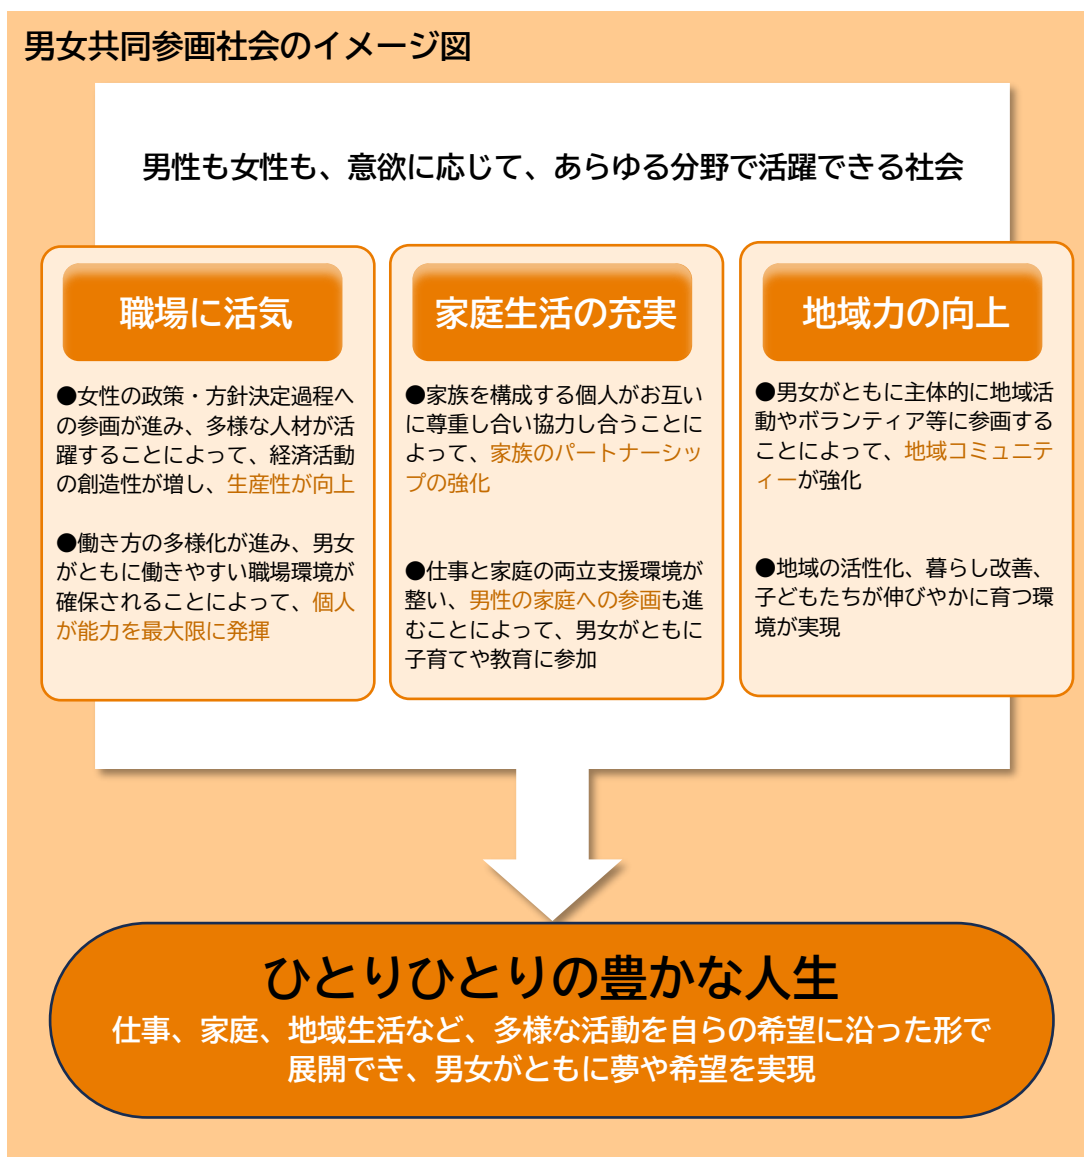 男女共同参画社会のイメージ図
男性も女性も、意欲に応じて、あらゆる分野で活躍できる社会
職場に活気
●女性の政策・方針決定過程へ
の参画が進み、多様な人材が活
躍することによって、経済活動
の創造性が増し、生産性が向上
●働き方の多様化が進み、男女
がともに働きやすい職場環境が
確保されることによって、個人
が能力を最大限に発揮
家庭生活の充実
●家族を構成する個人がお互い
に尊重し合い協力し合うことに
よって、家族のパートナーシッ
プの強化
●仕事と家庭の両立支援環境が
整い、男性の家庭への参画も進
むことによって、男女がともに
子育てや教育に参加
地域力の向上
●男女がともに主体的に地域活
動やボランティア等に参画する
ことによって、地域コミュニテ
ィーが強化
●地域の活性化、暮らし改善、
子どもたちが伸びやかに育つ環
境が実現
ひとりひとりの豊かな人生
仕事、家庭、地域生活など、多様な活動を自らの希望に沿った形で
展開でき、男女がともに夢や希望を実現